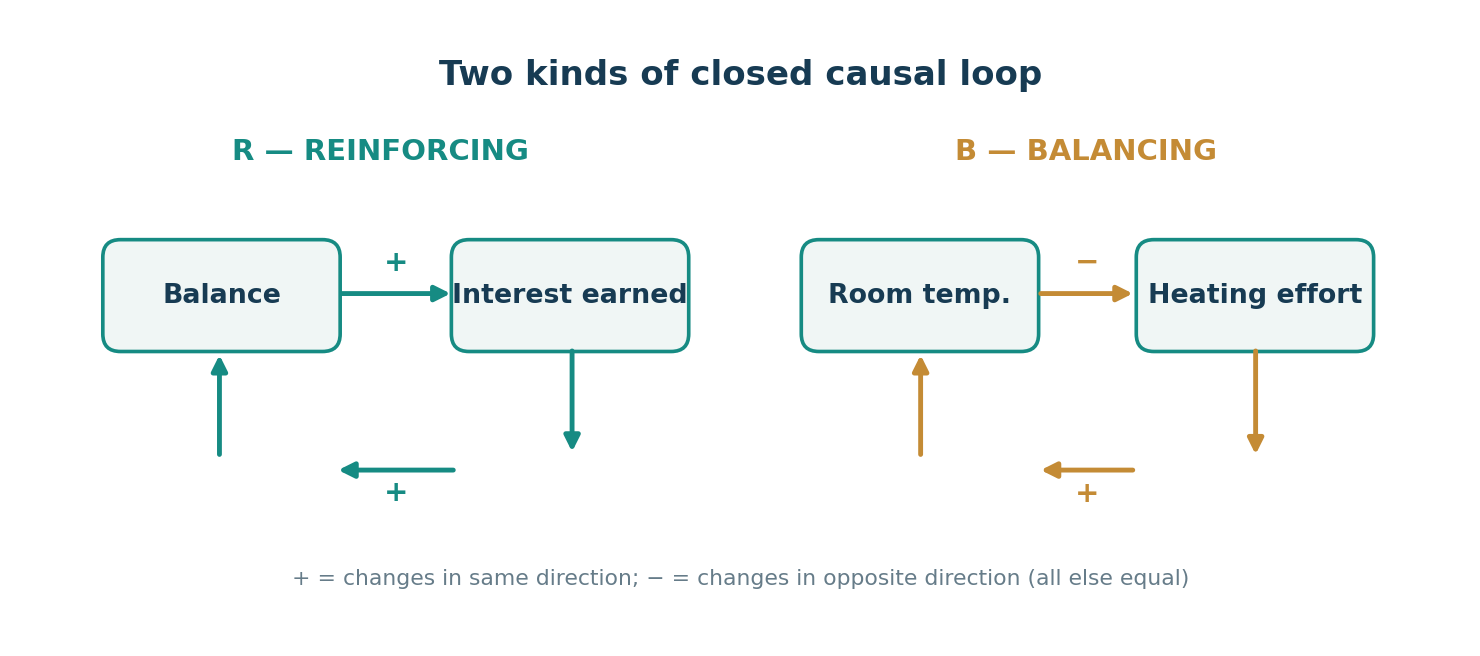 Two kinds of closed causal loop
R — REINFORCING
B — BALANCING
+
−
Balance
Interest earned
Room temp.
Heating effort
+
+
+ = changes in same direction; − = changes in opposite direction (all else equal)